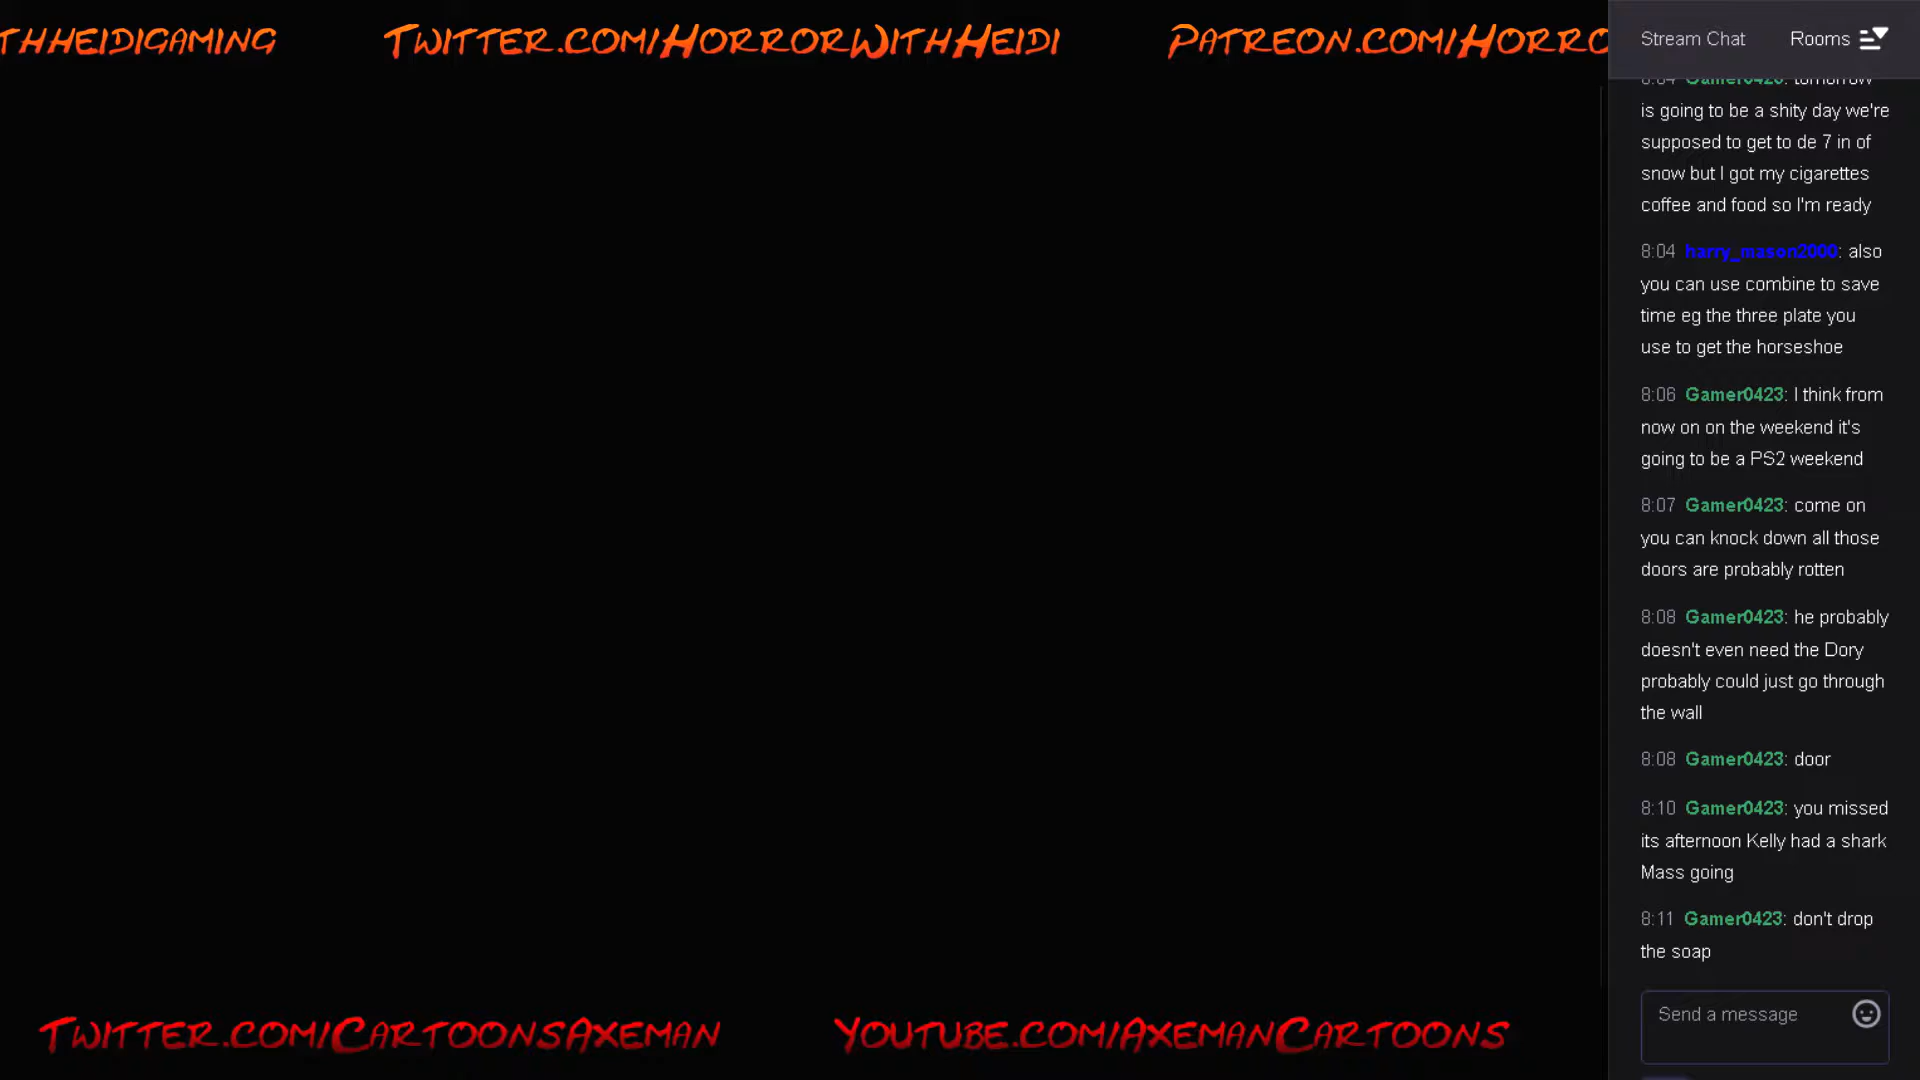 THHEIDIGAMING
TWITTER.COM/HORRORWITHHEIDI
PATREON.COM/HORRO
Stream Chat
Rooms
8:04 Gamer0423: tomorrow
is going to be a shity day we're
supposed to get to de 7 in of
snow but I got my cigarettes
coffee and food so I'm ready
8:04 harry_mason2000: also
you can use combine to save
time eg the three plate you
use to get the horseshoe
8:06 Gamer0423: I think from
now on on the weekend it's
going to be a PS2 weekend
8:07 Gamer0423: come on
you can knock down all those
doors are probably rotten
8:08 Gamer0423: he probably
doesn't even need the Dory
probably could just go through
the wall
8:08 Gamer0423: door
8:10 Gamer0423: you missed
its afternoon Kelly had a shark
Mass going
8:11 Gamer0423: don't drop
the soap
Send a message
TWITTER.COM/CARTOONSAXEMAN
YOUTUBE.COM/AXEMANCARTOONS